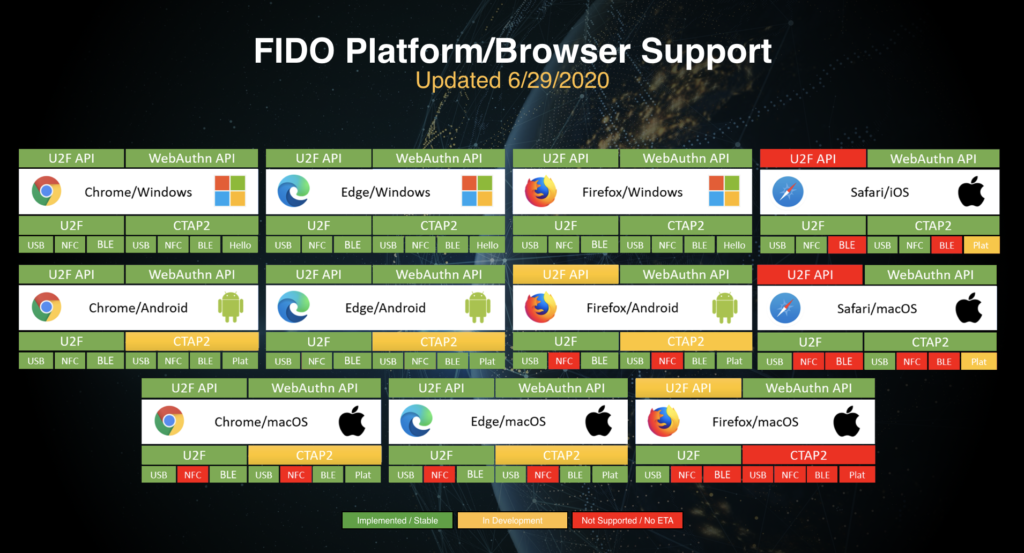 FIDO Platform/Browser Support
Updated 6/29/2020
U2F API WebAuthn API U2F API WebAuthn API U2F API WebAuthn API U2F API WebAuthn API
Chrome/Windows Edge/Windows Firefox/Windows Safari/iOS
U2F CTAP2 U2F CTAP2 U2F CTAP2 U2F CTAP2
USB NFC BLE USB NFC BLE Hello USB NFC BLE USB NFC BLE Hello USB NFC BLE USB NFC BLE Hello USB NFC BLE USB NFC BLE Plat
U2F API WebAuthn API U2F API WebAuthn API U2F API WebAuthn API U2F API WebAuthn API
Chrome/Android Edge/Android Firefox/Android Safari/macOS
U2F CTAP2 U2F CTAP2 U2F CTAP2 U2F CTAP2
USB NFC BLE USB NFC BLE Plat USB NFC BLE USB NFC BLE Plat USB NFC BLE USB NFC BLE Plat USB NFC BLE USB NFC BLE Plat
U2F API WebAuthn API U2F API WebAuthn API U2F API WebAuthn API
Chrome/macOS Edge/macOS Firefox/macOS
U2F CTAP2 U2F CTAP2 U2F CTAP2
USB NFC BLE USB NFC BLE Plat USB NFC BLE USB NFC BLE Plat USB NFC BLE USB NFC BLE Plat
Implemented / Stable In Development Not Supported / No ETA